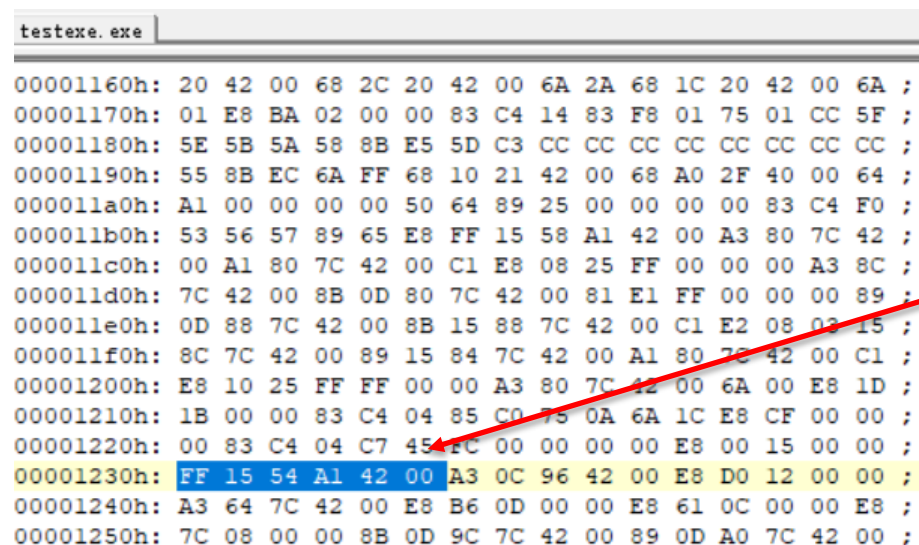 testexe.exe
00001160h: 20 42 00 68 2C 20 42 00 6A 2A 68 1C 20 42 00 6A ;
00001170h: 01 E8 BA 02 00 00 83 C4 14 83 F8 01 75 01 CC 5F ;
00001180h: 5E 5B 5A 58 8B E5 5D C3 CC CC CC CC CC CC CC CC ;
00001190h: 55 8B EC 6A FF 68 10 21 42 00 68 A0 2F 40 00 64 ;
000011a0h: A1 00 00 00 00 50 64 89 25 00 00 00 00 83 C4 F0 ;
000011b0h: 53 56 57 89 65 E8 FF 15 58 A1 42 00 A3 80 7C 42 ;
000011c0h: 00 A1 80 7C 42 00 C1 E8 08 25 FF 00 00 00 A3 8C ;
000011d0h: 7C 42 00 8B 0D 80 7C 42 00 81 E1 FF 00 00 00 89 ;
000011e0h: 0D 88 7C 42 00 8B 15 88 7C 42 00 C1 E2 08 03 15 ;
000011f0h: 8C 7C 42 00 89 15 84 7C 42 00 A1 80 7C 42 00 C1 ;
00001200h: E8 10 25 FF FF 00 00 A3 80 7C 42 00 6A 00 E8 1D ;
00001210h: 1B 00 00 83 C4 04 85 C0 75 0A 6A 1C E8 CF 00 00 ;
00001220h: 00 83 C4 04 C7 45 FC 00 00 00 00 E8 00 15 00 00 ;
00001230h: FF 15 54 A1 42 00 A3 0C 96 42 00 E8 D0 12 00 00 ;
00001240h: A3 64 7C 42 00 E8 B6 0D 00 00 E8 61 0C 00 00 E8 ;
00001250h: 7C 08 00 00 8B 0D 9C 7C 42 00 89 0D A0 7C 42 00 ;